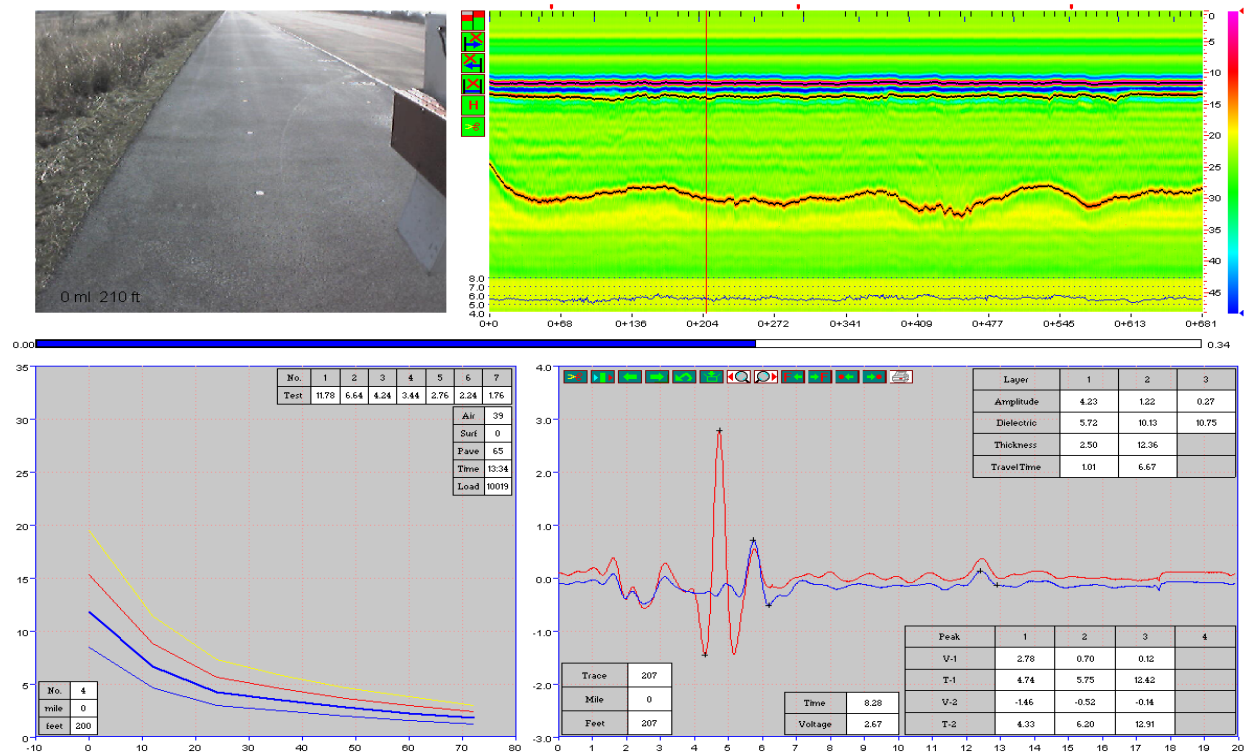 0 ml 210 ft
H
0
5
10
15
20
25
30
35
40
45
8.0
7.0
6.0
5.0
4.0
0+0 0+68 0+136 0+204 0+272 0+341 0+409 0+477 0+545 0+613 0+681
0.00 0.34
35
30
25
20
15
10
5
0
-10 0 10 20 30 40 50 60 70 80
No. 1 2 3 4 5 6 7
Test 11.78 6.64 4.24 3.44 2.76 2.24 1.76
Air 39
Surf 0
Pave 65
Time 13:34
Load 10019
No. 4
mile 0
feet 200
4.0
3.0
2.0
1.0
0.0
-1.0
-2.0
-3.0
0 1 2 3 4 5 6 7 8 9 10 11 12 13 14 15 16 17 18 19 20
Layer 1 2 3
Amplitude 4.23 1.22 0.27
Dielectric 5.72 10.13 10.75
Thickness 2.50 12.36
Travel Time 1.01 6.67
Trace 207
Mile 0
Feet 207
Time 8.28
Voltage 2.67
Peak 1 2 3 4
V-1 2.78 0.70 0.12
T-1 4.74 5.75 12.42
V-2 -1.46 -0.52 -0.14
T-2 4.33 6.20 12.91